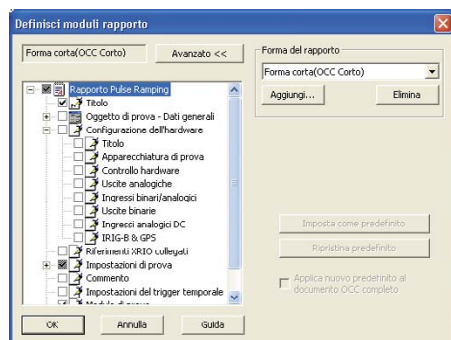 Definisci moduli rapporto
Forma corta(OCC Corto)
Avanzato <<
Rapporto Pulse Ramping
Titolo
Oggetto di prova - Dati generali
Configurazione dell'hardware
Titolo
Apparecchiatura di prova
Controllo hardware
Uscite analogiche
Ingressi binari/analogici
Uscite binarie
Ingressi analogici DC
IRIG-B & GPS
Riferimenti XRIO collegati
Impostazioni di prova
Commento
Impostazioni del trigger temporale
Modulo di prova
OK
Annulla
Guida
Forma del rapporto
Forma corta(OCC Corto)
Aggiungi...
Elimina
Imposta come predefinito
Ripristina predefinito
Applica nuovo predefinito al
documento OCC completo